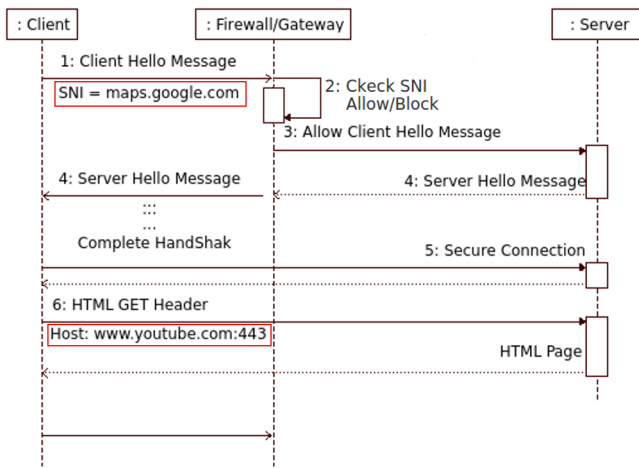 : Client
: Firewall/Gateway
: Server
1: Client Hello Message
SNI = maps.google.com
2: Ckeck SNI
Allow/Block
3: Allow Client Hello Message
4: Server Hello Message
4: Server Hello Message
:::
...
Complete HandShak
5: Secure Connection
6: HTML GET Header
Host: www.youtube.com:443
HTML Page